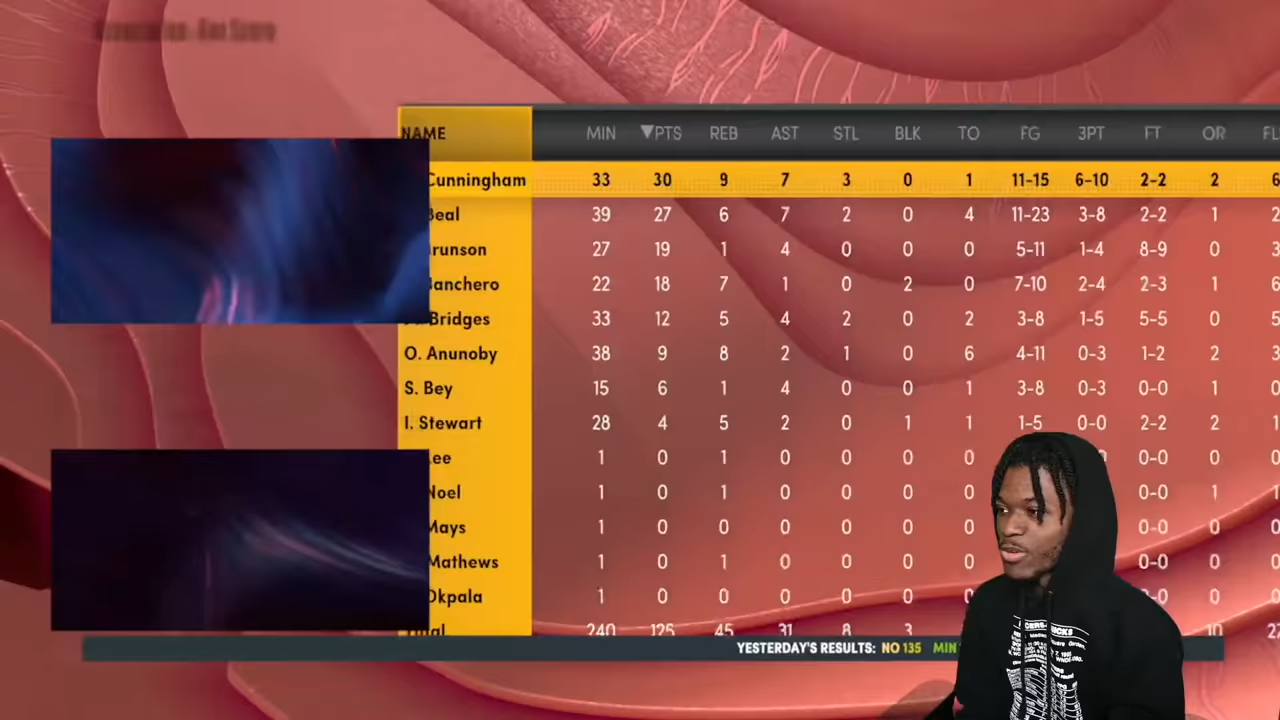 NAME MIN ▼PTS REB AST STL BLK TO FG 3PT FT OR
Cunningham 33 30 9 7 3 0 1 11-15 6-10 2-2 2 6
Beal 39 27 6 7 2 0 4 11-23 3-8 2-2 1 2
runson 27 19 1 4 0 0 0 5-11 1-4 8-9 0 3
anchero 22 18 7 1 0 2 0 7-10 2-4 2-3 1 6
Bridges 33 12 5 4 2 0 2 3-8 1-5 5-5 0 5
O. Anunoby 38 9 8 2 1 0 6 4-11 0-3 1-2 2 3
S. Bey 15 6 1 4 0 0 1 3-8 0-3 0-0 1 0
I. Stewart 28 4 5 2 0 1 1 1-5 0-0 2-2 2 1
Lee 1 0 1 0 0 0 0 0-0 0 0
Noel 1 0 1 0 0 0 0 0-0 1 1
Mays 1 0 0 0 0 0 0 0-0 0 0
Mathews 1 0 1 0 0 0 0 0-0 0 0
Okpala 1 0 0 0 0 0 0 0 0
240 125 45 31 8 3 10
YESTERDAY'S RESULTS: NO 135 MIN
CERS- UCKS